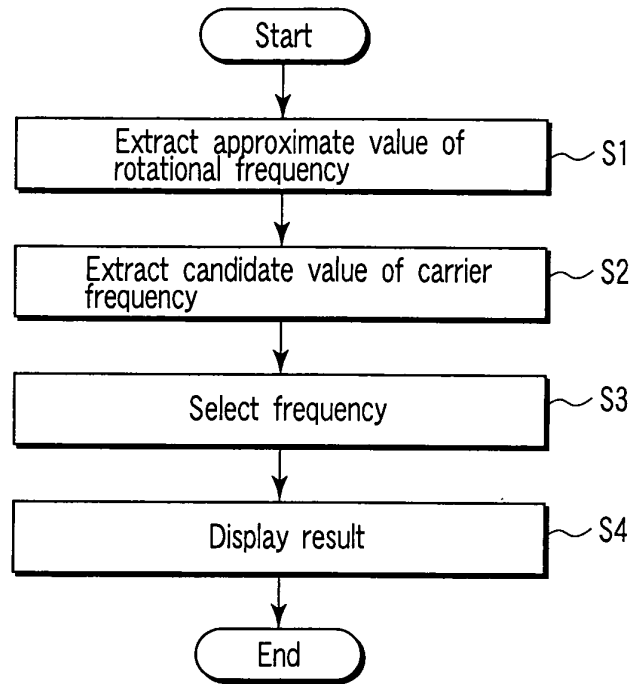 Start
Extract approximate value of
rotational frequency
S1
Extract candidate value of carrier
frequency
S2
Select frequency
S3
Display result
S4
End